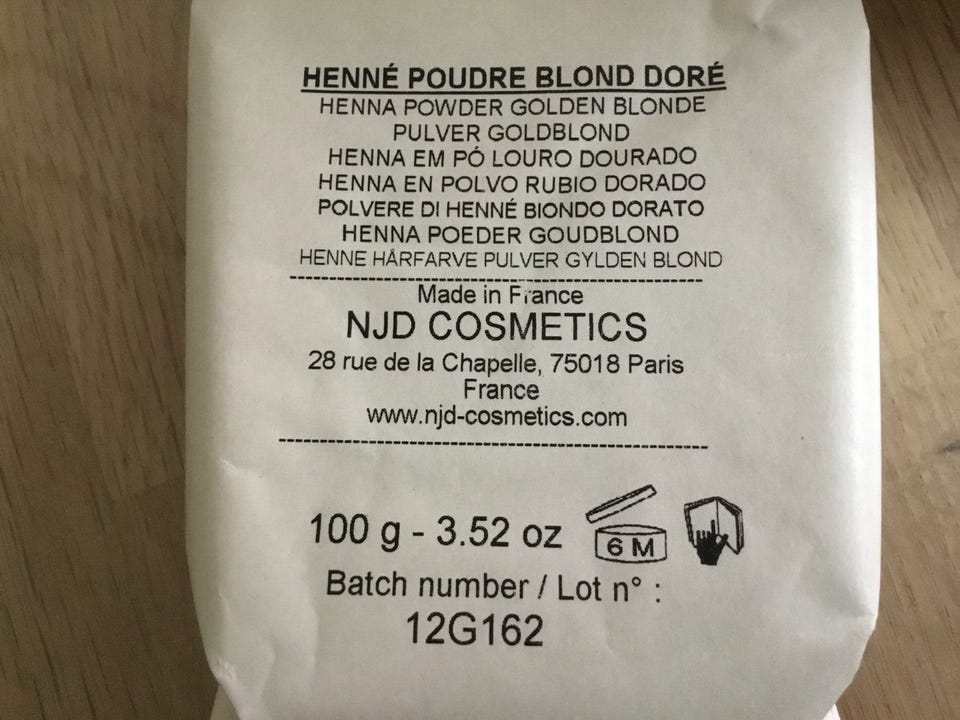 HENNÉ POUDRE BLOND DORÉ
HENNA POWDER GOLDEN BLONDE
PULVER GOLDBLOND
HENNA EM PÓ LOURO DOURADO
HENNA EN POLVO RUBIO DORADO
POLVERE DI HENNÉ BIONDO DORATO
HENNA POEDER GOUDBLOND
HENNE HÅRFARVE PULVER GYLDEN BLOND
Made in France
NJD COSMETICS
28 rue de la Chapelle, 75018 Paris
France
www.njd-cosmetics.com
100 g - 3.52 oz 6 M
Batch number / Lot n° :
12G162